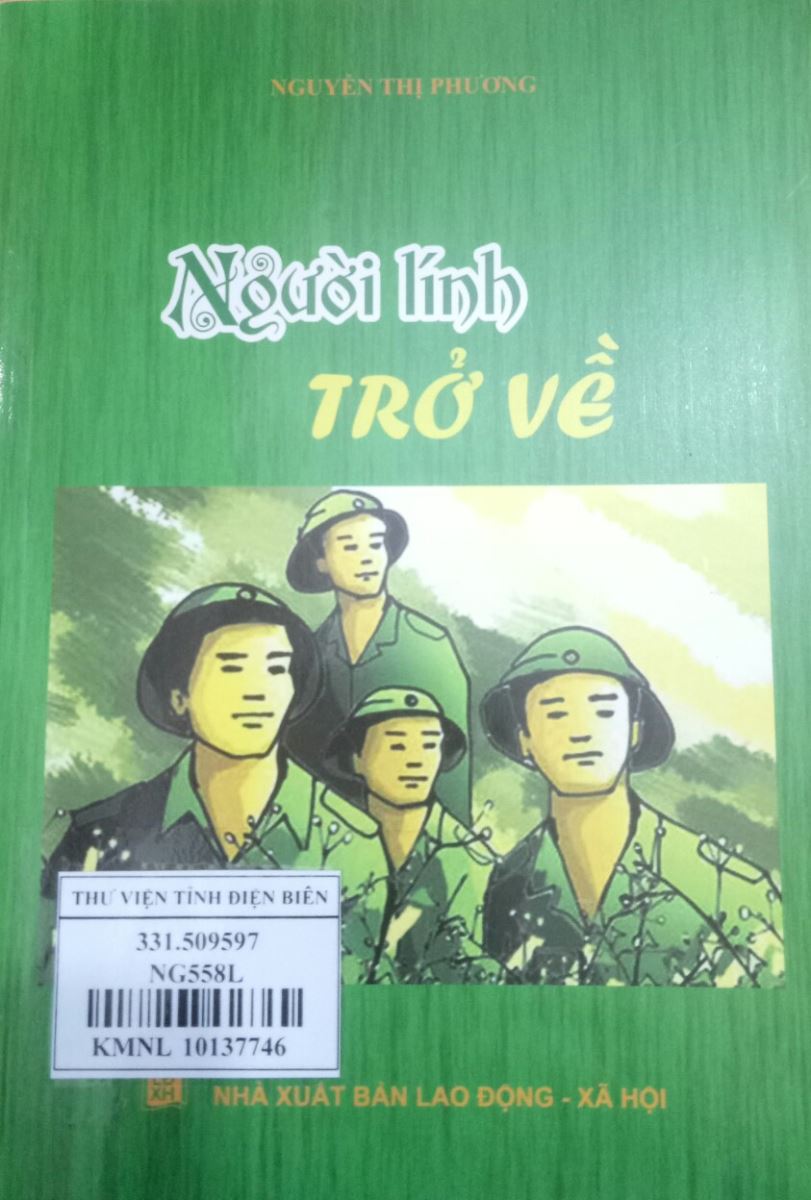 NGUYỄN THỊ PHƯƠNG
Người lính
TRỞ VỀ
THƯ VIỆN TỈNH ĐIỆN BIÊN
331.509597
NG558L
KMNL 10137746
NHÀ XUẤT BẢN LAO ĐỘNG - XÃ HỘI